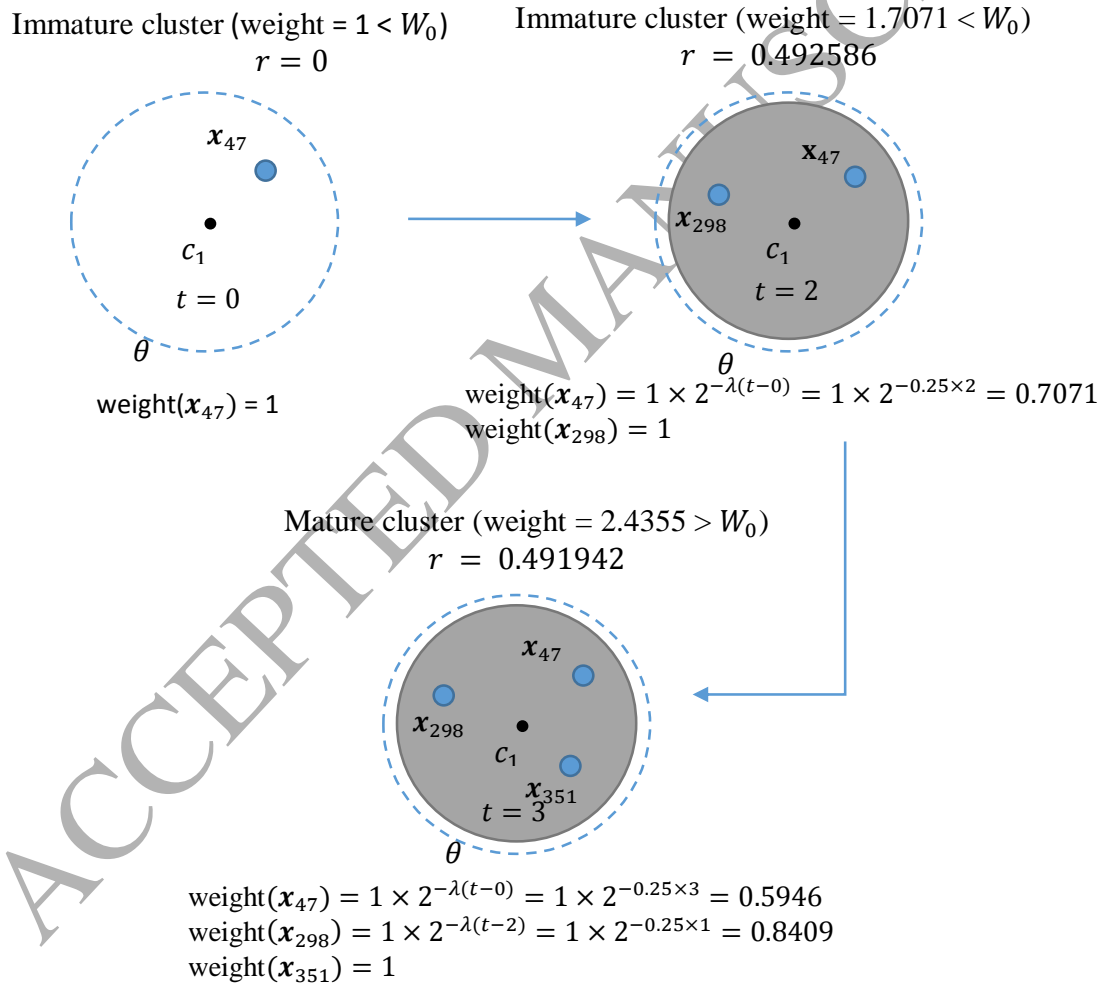 Immature cluster (weight = 1 < W₀)
r = 0
x₄₇
c₁
t = 0
θ
weight(x₄₇) = 1
Immature cluster (weight = 1.7071 < W₀)
r = 0.492586
x₄₇
x₂₉₈
c₁
t = 2
θ
weight(x₄₇) = 1 × 2^{-λ(t-0)} = 1 × 2^{-0.25×2} = 0.7071
weight(x₂₉₈) = 1
Mature cluster (weight = 2.4355 > W₀)
r = 0.491942
x₄₇
x₂₉₈
c₁
x₃₅₁
t = 3
θ
weight(x₄₇) = 1 × 2^{-λ(t-0)} = 1 × 2^{-0.25×3} = 0.5946
weight(x₂₉₈) = 1 × 2^{-λ(t-2)} = 1 × 2^{-0.25×1} = 0.8409
weight(x₃₅₁) = 1
ACCEPTED MANUSC